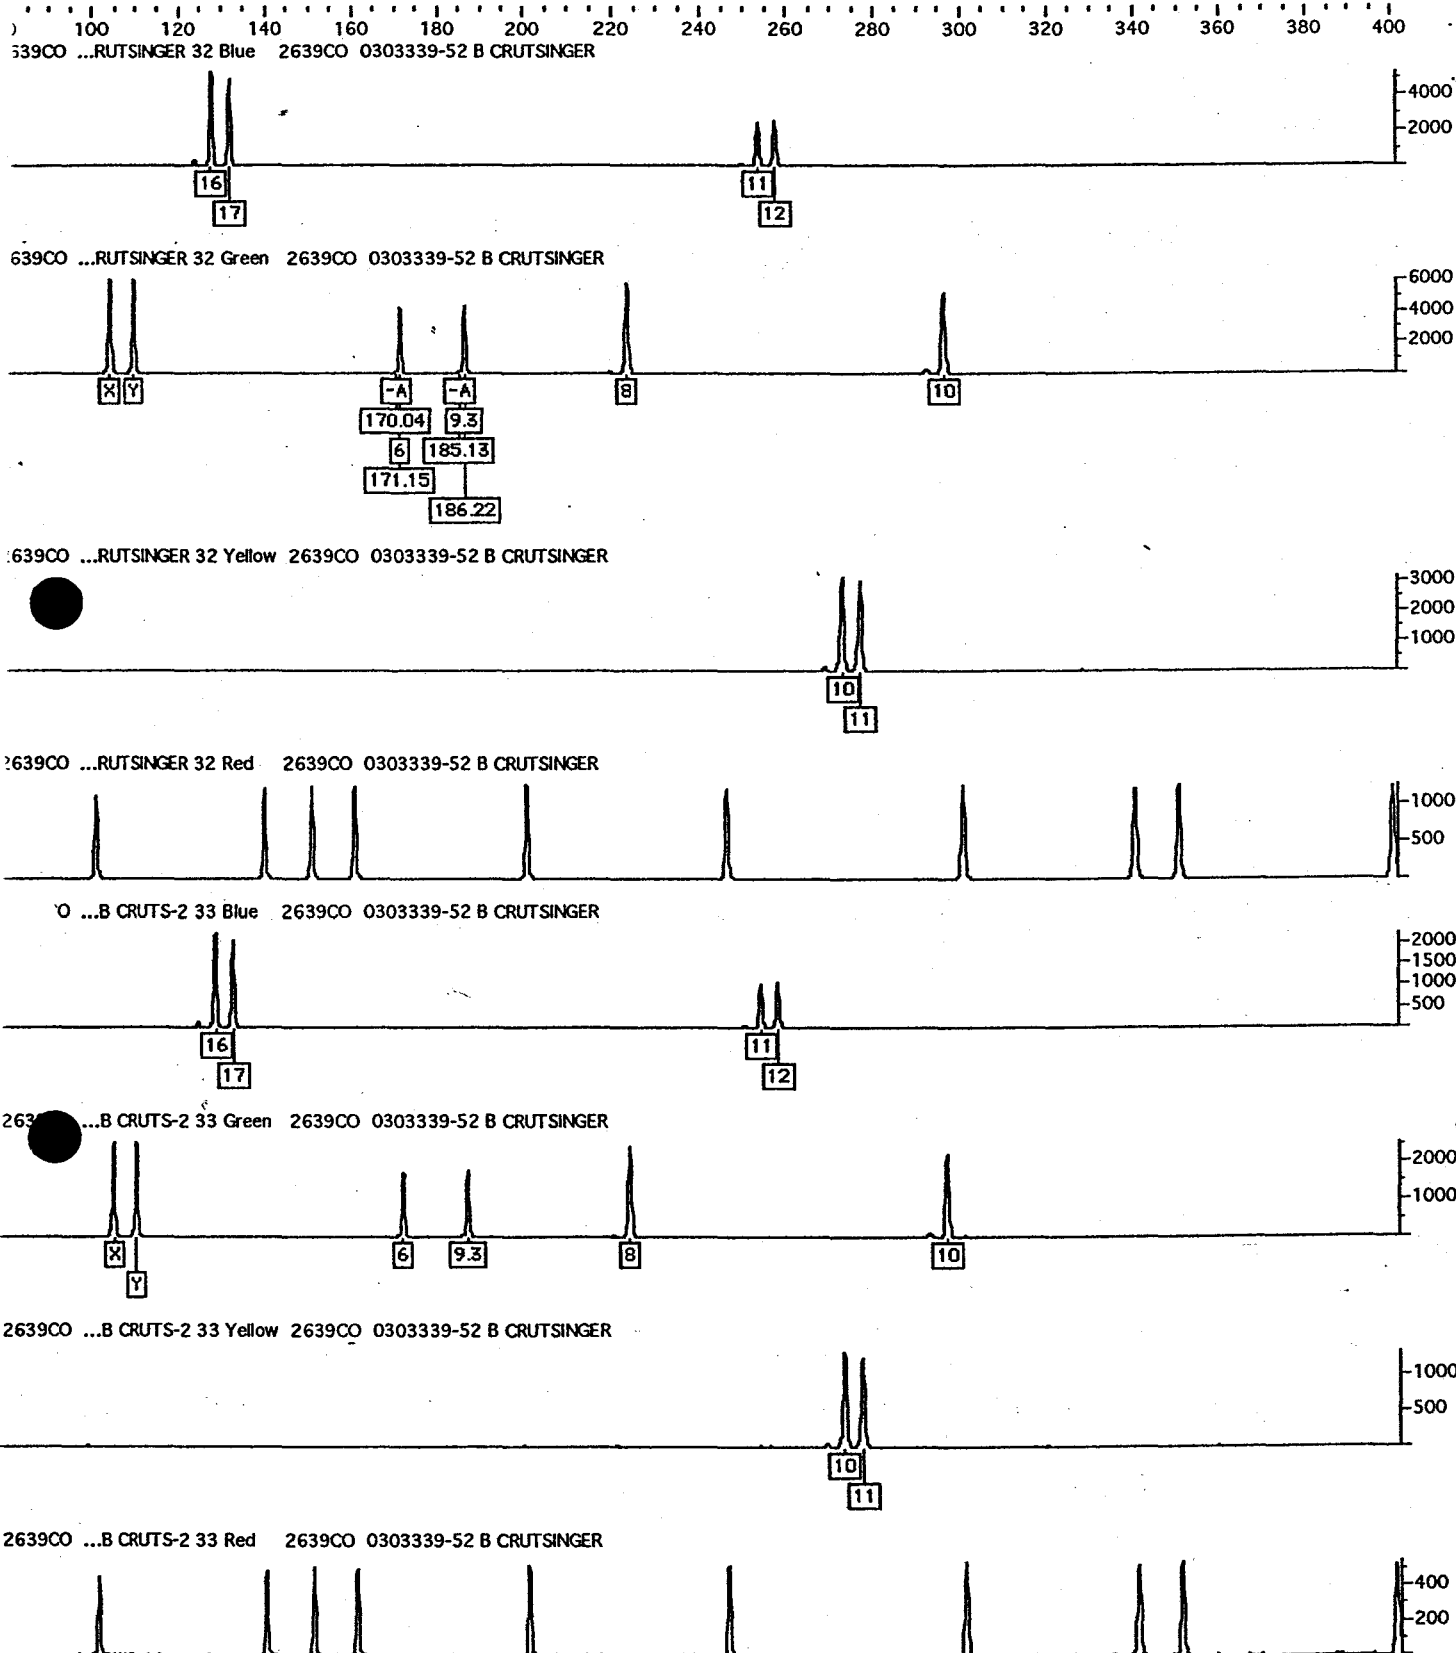 100 120 140 160 180 200 220 240 260 280 300 320 340 360 380 400
639CO ...RUTSINGER 32 Blue 2639CO 0303339-52 B CRUTSINGER
4000
2000
16 11
17 12
639CO ...RUTSINGER 32 Green 2639CO 0303339-52 B CRUTSINGER
6000
4000
2000
X Y -A -A 8 10
170.04 9.3
6 185.13
171.15
186.22
639CO ...RUTSINGER 32 Yellow 2639CO 0303339-52 B CRUTSINGER
3000
2000
1000
10
11
2639CO ...RUTSINGER 32 Red 2639CO 0303339-52 B CRUTSINGER
1000
500
O ...B CRUTS-2 33 Blue 2639CO 0303339-52 B CRUTSINGER
2000
1500
1000
500
16 11
17 12
263 ...B CRUTS-2 33 Green 2639CO 0303339-52 B CRUTSINGER
2000
1000
X 6 9.3 8 10
Y
2639CO ...B CRUTS-2 33 Yellow 2639CO 0303339-52 B CRUTSINGER
1000
500
10
11
2639CO ...B CRUTS-2 33 Red 2639CO 0303339-52 B CRUTSINGER
400
200